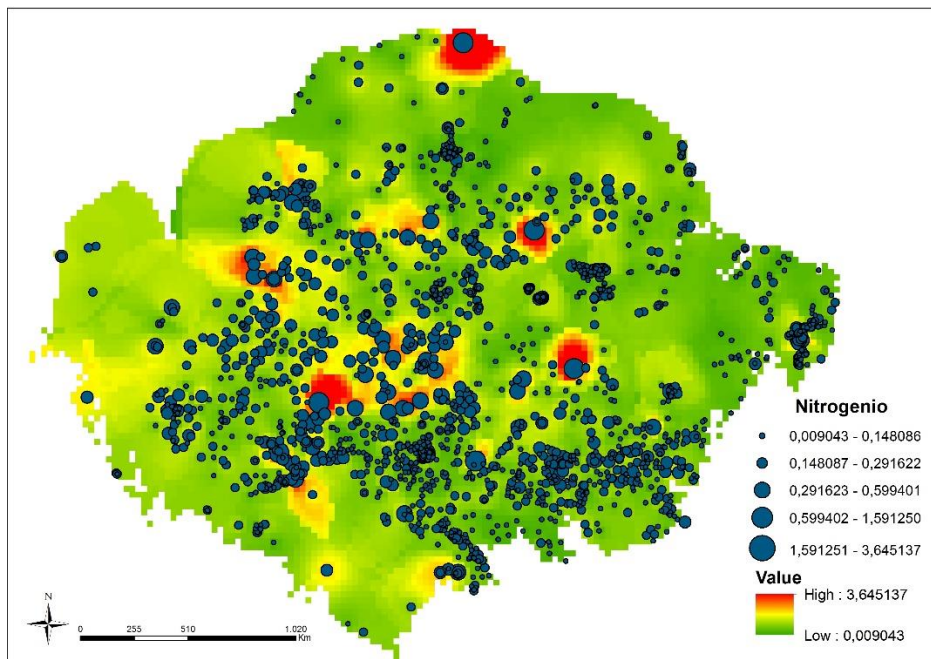 Nitrogenio
0,009043 - 0,148086
0,148087 - 0,291622
0,291623 - 0,599401
0,599402 - 1,591250
1,591251 - 3,645137
Value
High : 3,645137
Low : 0,009043
N
0 255 510 1.020
Km